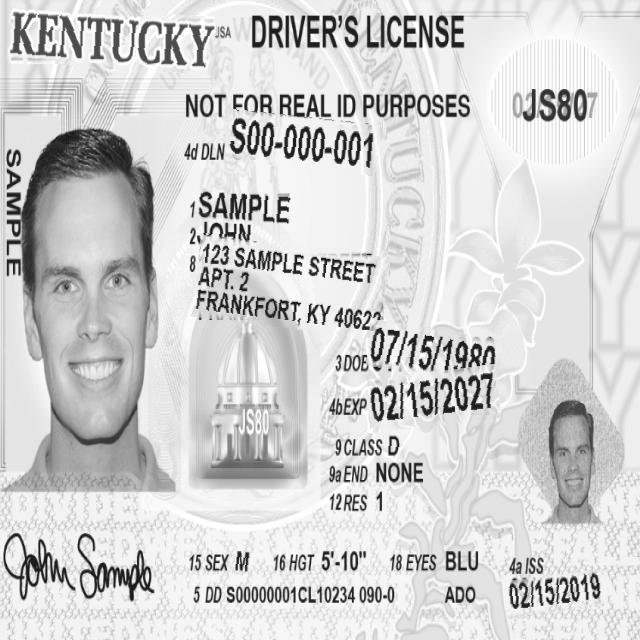 KENTUCKY USA DRIVER'S LICENSE
NOT FOR REAL ID PURPOSES
JS80
4d DLN S00-000-001
SAMPLE
1 SAMPLE
2 JOHN
8 123 SAMPLE STREET
APT. 2
FRANKFORT, KY 40622
3 DOB 07/15/1980
4b EXP 02/15/2027
JS80
9 CLASS D
9a END NONE
12 RES 1
John Sample
15 SEX M 16 HGT 5'-10" 18 EYES BLU
4a ISS 02/15/2019
5 DD S00000001CL10234 090-0 ADO